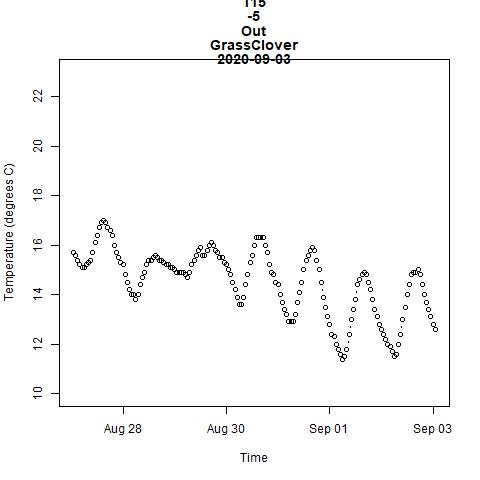 T15
-5
Out
GrassClover
2020-09-03
22
20
18
16
14
12
10
Temperature (degrees C)
Aug 28 Aug 30 Sep 01 Sep 03
Time